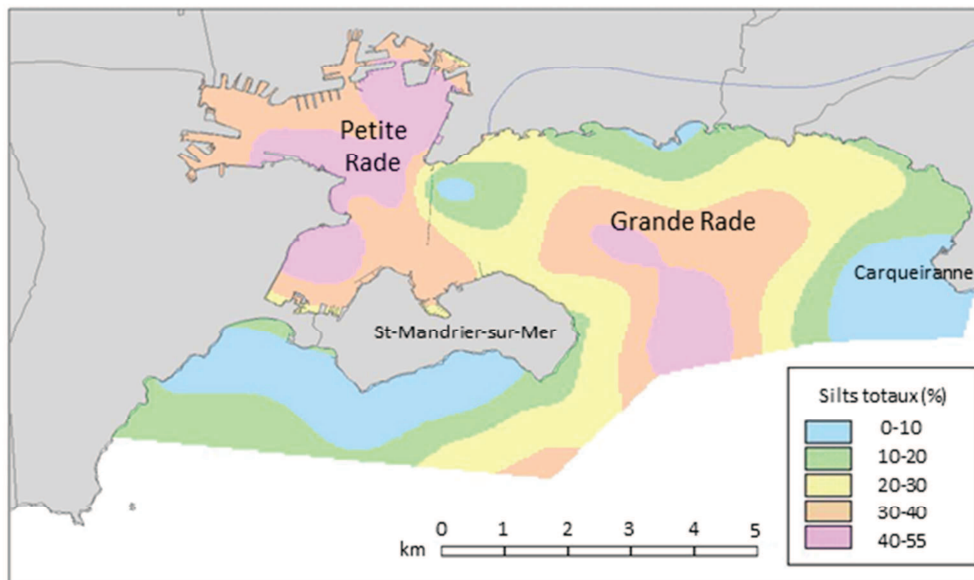 Petite
Rade
Grande Rade
Carqueiranne
St-Mandrier-sur-Mer
Silts totaux (%)
0-10
10-20
20-30
30-40
40-55
0 1 2 3 4 5
km